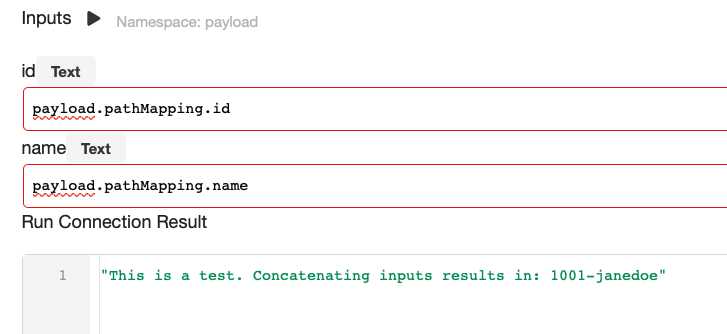 Inputs ▶ Namespace: payload
id Text
payload.pathMapping.id
name Text
payload.pathMapping.name
Run Connection Result
1 "This is a test. Concatenating inputs results in: 1001-janedoe"